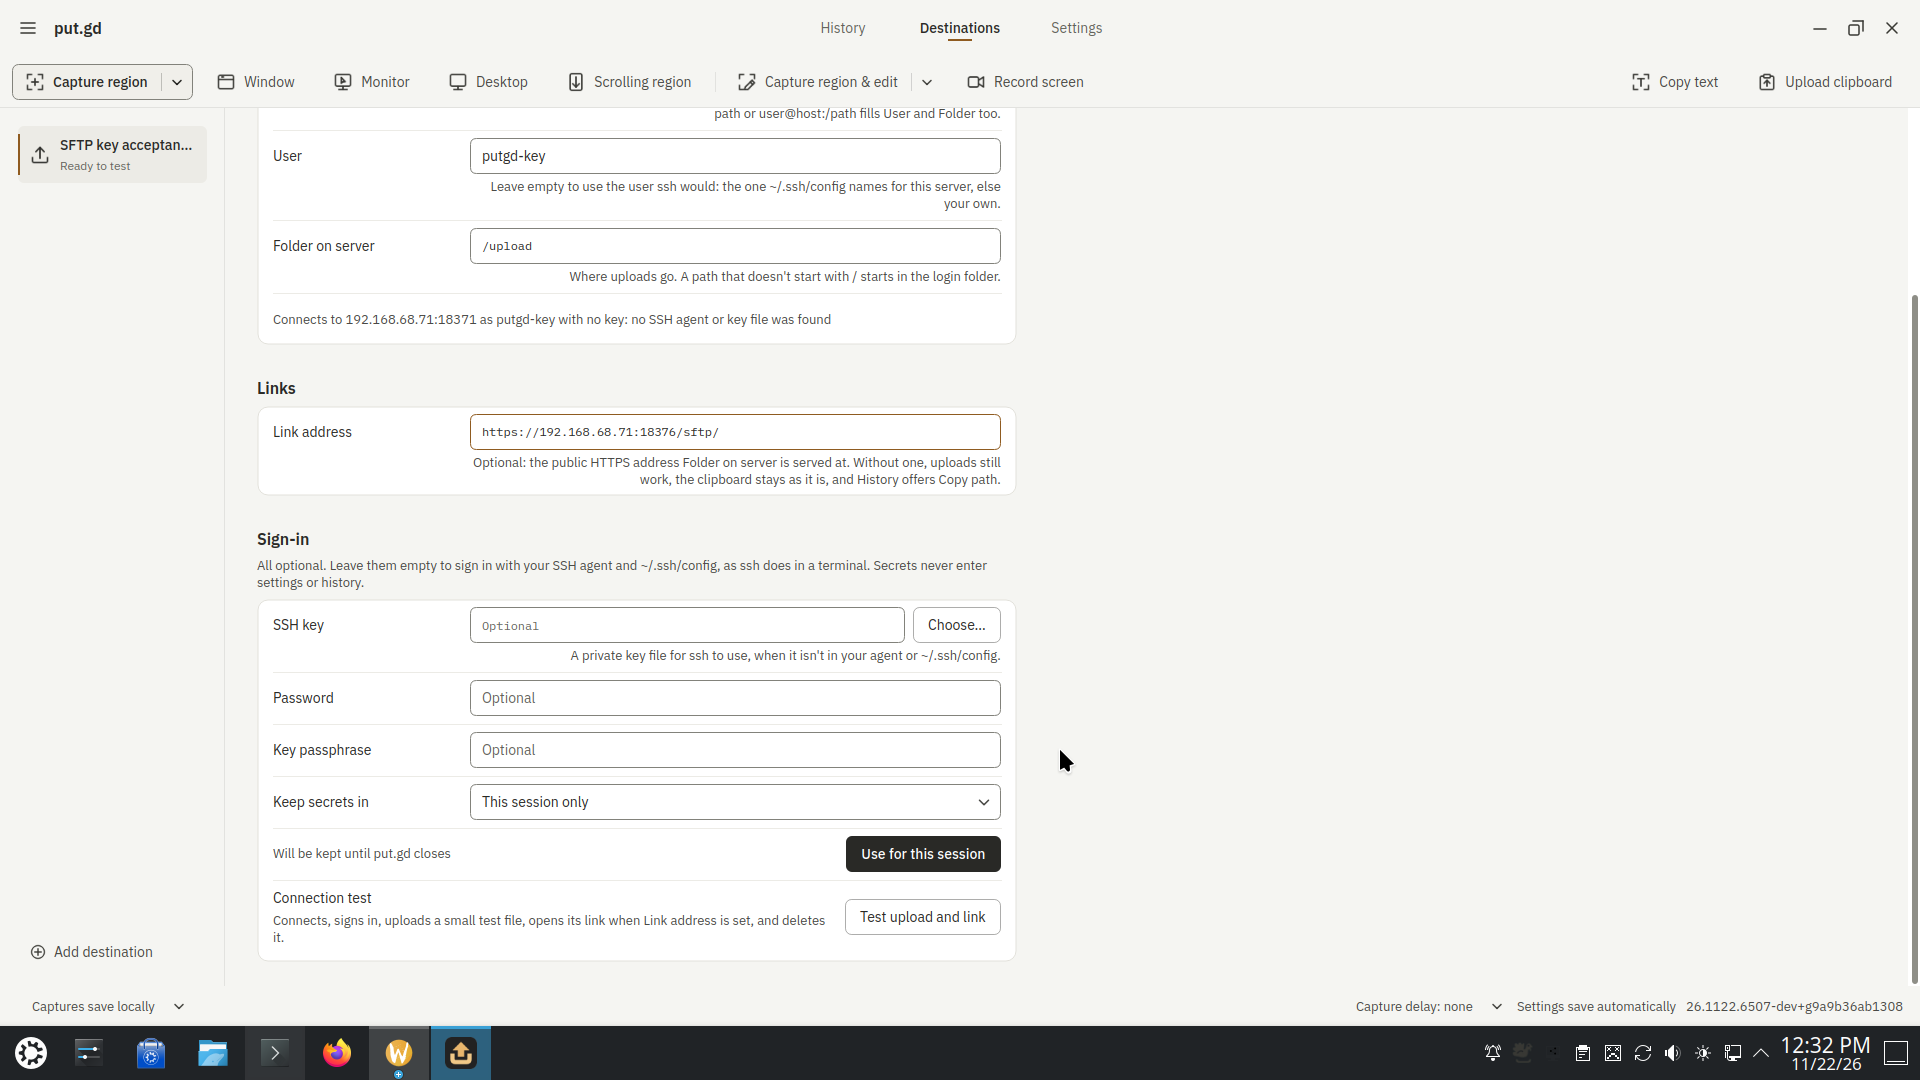 put.gd
History
Destinations
Settings
Capture region
Window
Monitor
Desktop
Scrolling region
Capture region & edit
Record screen
Copy text
Upload clipboard
SFTP key acceptan...
Ready to test
path or user@host:/path fills User and Folder too.
User
putgd-key
Leave empty to use the user ssh would: the one ~/.ssh/config names for this server, else
your own.
Folder on server
/upload
Where uploads go. A path that doesn't start with / starts in the login folder.
Connects to 192.168.68.71:18371 as putgd-key with no key: no SSH agent or key file was found
Links
Link address
https://192.168.68.71:18376/sftp/
Optional: the public HTTPS address Folder on server is served at. Without one, uploads still
work, the clipboard stays as it is, and History offers Copy path.
Sign-in
All optional. Leave them empty to sign in with your SSH agent and ~/.ssh/config, as ssh does in a terminal. Secrets never enter
settings or history.
SSH key
Optional
Choose...
A private key file for ssh to use, when it isn't in your agent or ~/.ssh/config.
Password
Optional
Key passphrase
Optional
Keep secrets in
This session only
Will be kept until put.gd closes
Use for this session
Connection test
Connects, signs in, uploads a small test file, opens its link when Link address is set, and deletes
it.
Test upload and link
Add destination
Captures save locally
Capture delay: none
Settings save automatically
26.1122.6507-dev+g9a9b36ab1308
12:32 PM
11/22/26